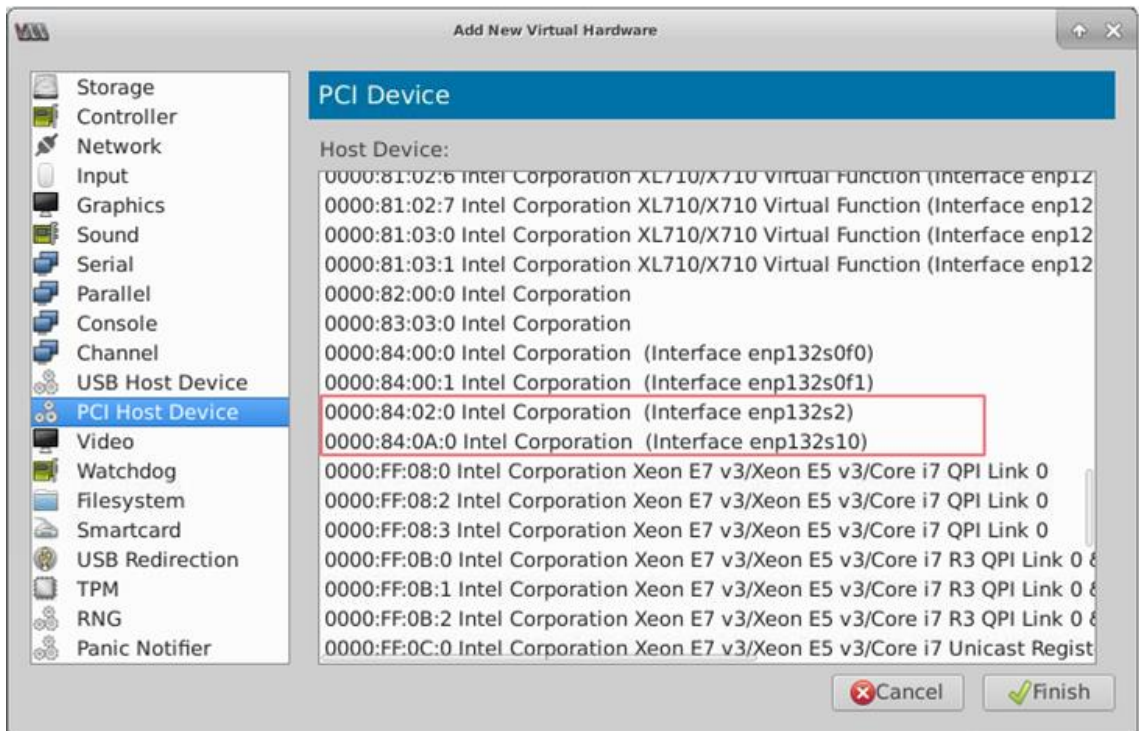 Add New Virtual Hardware
Storage
Controller
Network
Input
Graphics
Sound
Serial
Parallel
Console
Channel
USB Host Device
PCI Host Device
Video
Watchdog
Filesystem
Smartcard
USB Redirection
TPM
RNG
Panic Notifier
PCI Device
Host Device:
0000:81:02:6 Intel Corporation XL710/X710 Virtual Function (Interface enp12
0000:81:02:7 Intel Corporation XL710/X710 Virtual Function (Interface enp12
0000:81:03:0 Intel Corporation XL710/X710 Virtual Function (Interface enp12
0000:81:03:1 Intel Corporation XL710/X710 Virtual Function (Interface enp12
0000:82:00:0 Intel Corporation
0000:83:03:0 Intel Corporation
0000:84:00:0 Intel Corporation (Interface enp132s0f0)
0000:84:00:1 Intel Corporation (Interface enp132s0f1)
0000:84:02:0 Intel Corporation (Interface enp132s2)
0000:84:0A:0 Intel Corporation (Interface enp132s10)
0000:FF:08:0 Intel Corporation Xeon E7 v3/Xeon E5 v3/Core i7 QPI Link 0
0000:FF:08:2 Intel Corporation Xeon E7 v3/Xeon E5 v3/Core i7 QPI Link 0
0000:FF:08:3 Intel Corporation Xeon E7 v3/Xeon E5 v3/Core i7 QPI Link 0
0000:FF:0B:0 Intel Corporation Xeon E7 v3/Xeon E5 v3/Core i7 R3 QPI Link 0 &
0000:FF:0B:1 Intel Corporation Xeon E7 v3/Xeon E5 v3/Core i7 R3 QPI Link 0 &
0000:FF:0B:2 Intel Corporation Xeon E7 v3/Xeon E5 v3/Core i7 R3 QPI Link 0 &
0000:FF:0C:0 Intel Corporation Xeon E7 v3/Xeon E5 v3/Core i7 Unicast Regist
Cancel
Finish